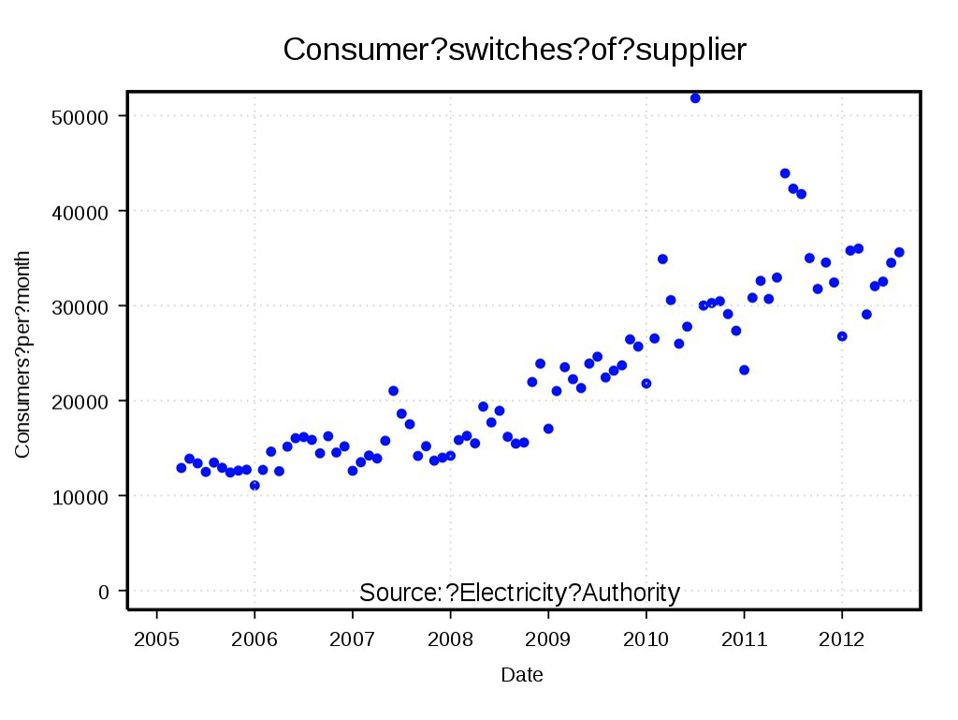 Consumer?switches?of?supplier
50000
40000
30000
20000
10000
0
Consumers?per?month
Source:?Electricity?Authority
2005 2006 2007 2008 2009 2010 2011 2012
Date